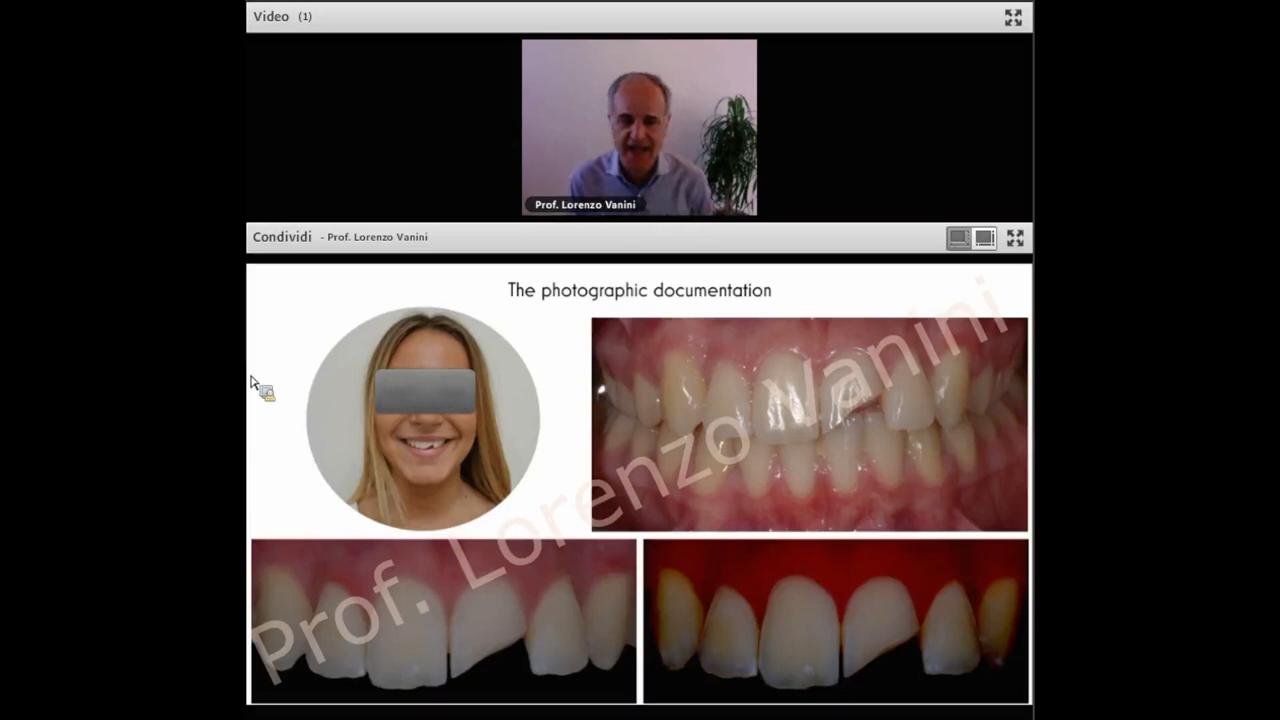 Video (1)
Prof. Lorenzo Vanini
Condividi - Prof. Lorenzo Vanini
The photographic documentation
Prof. Lorenzo Vanini